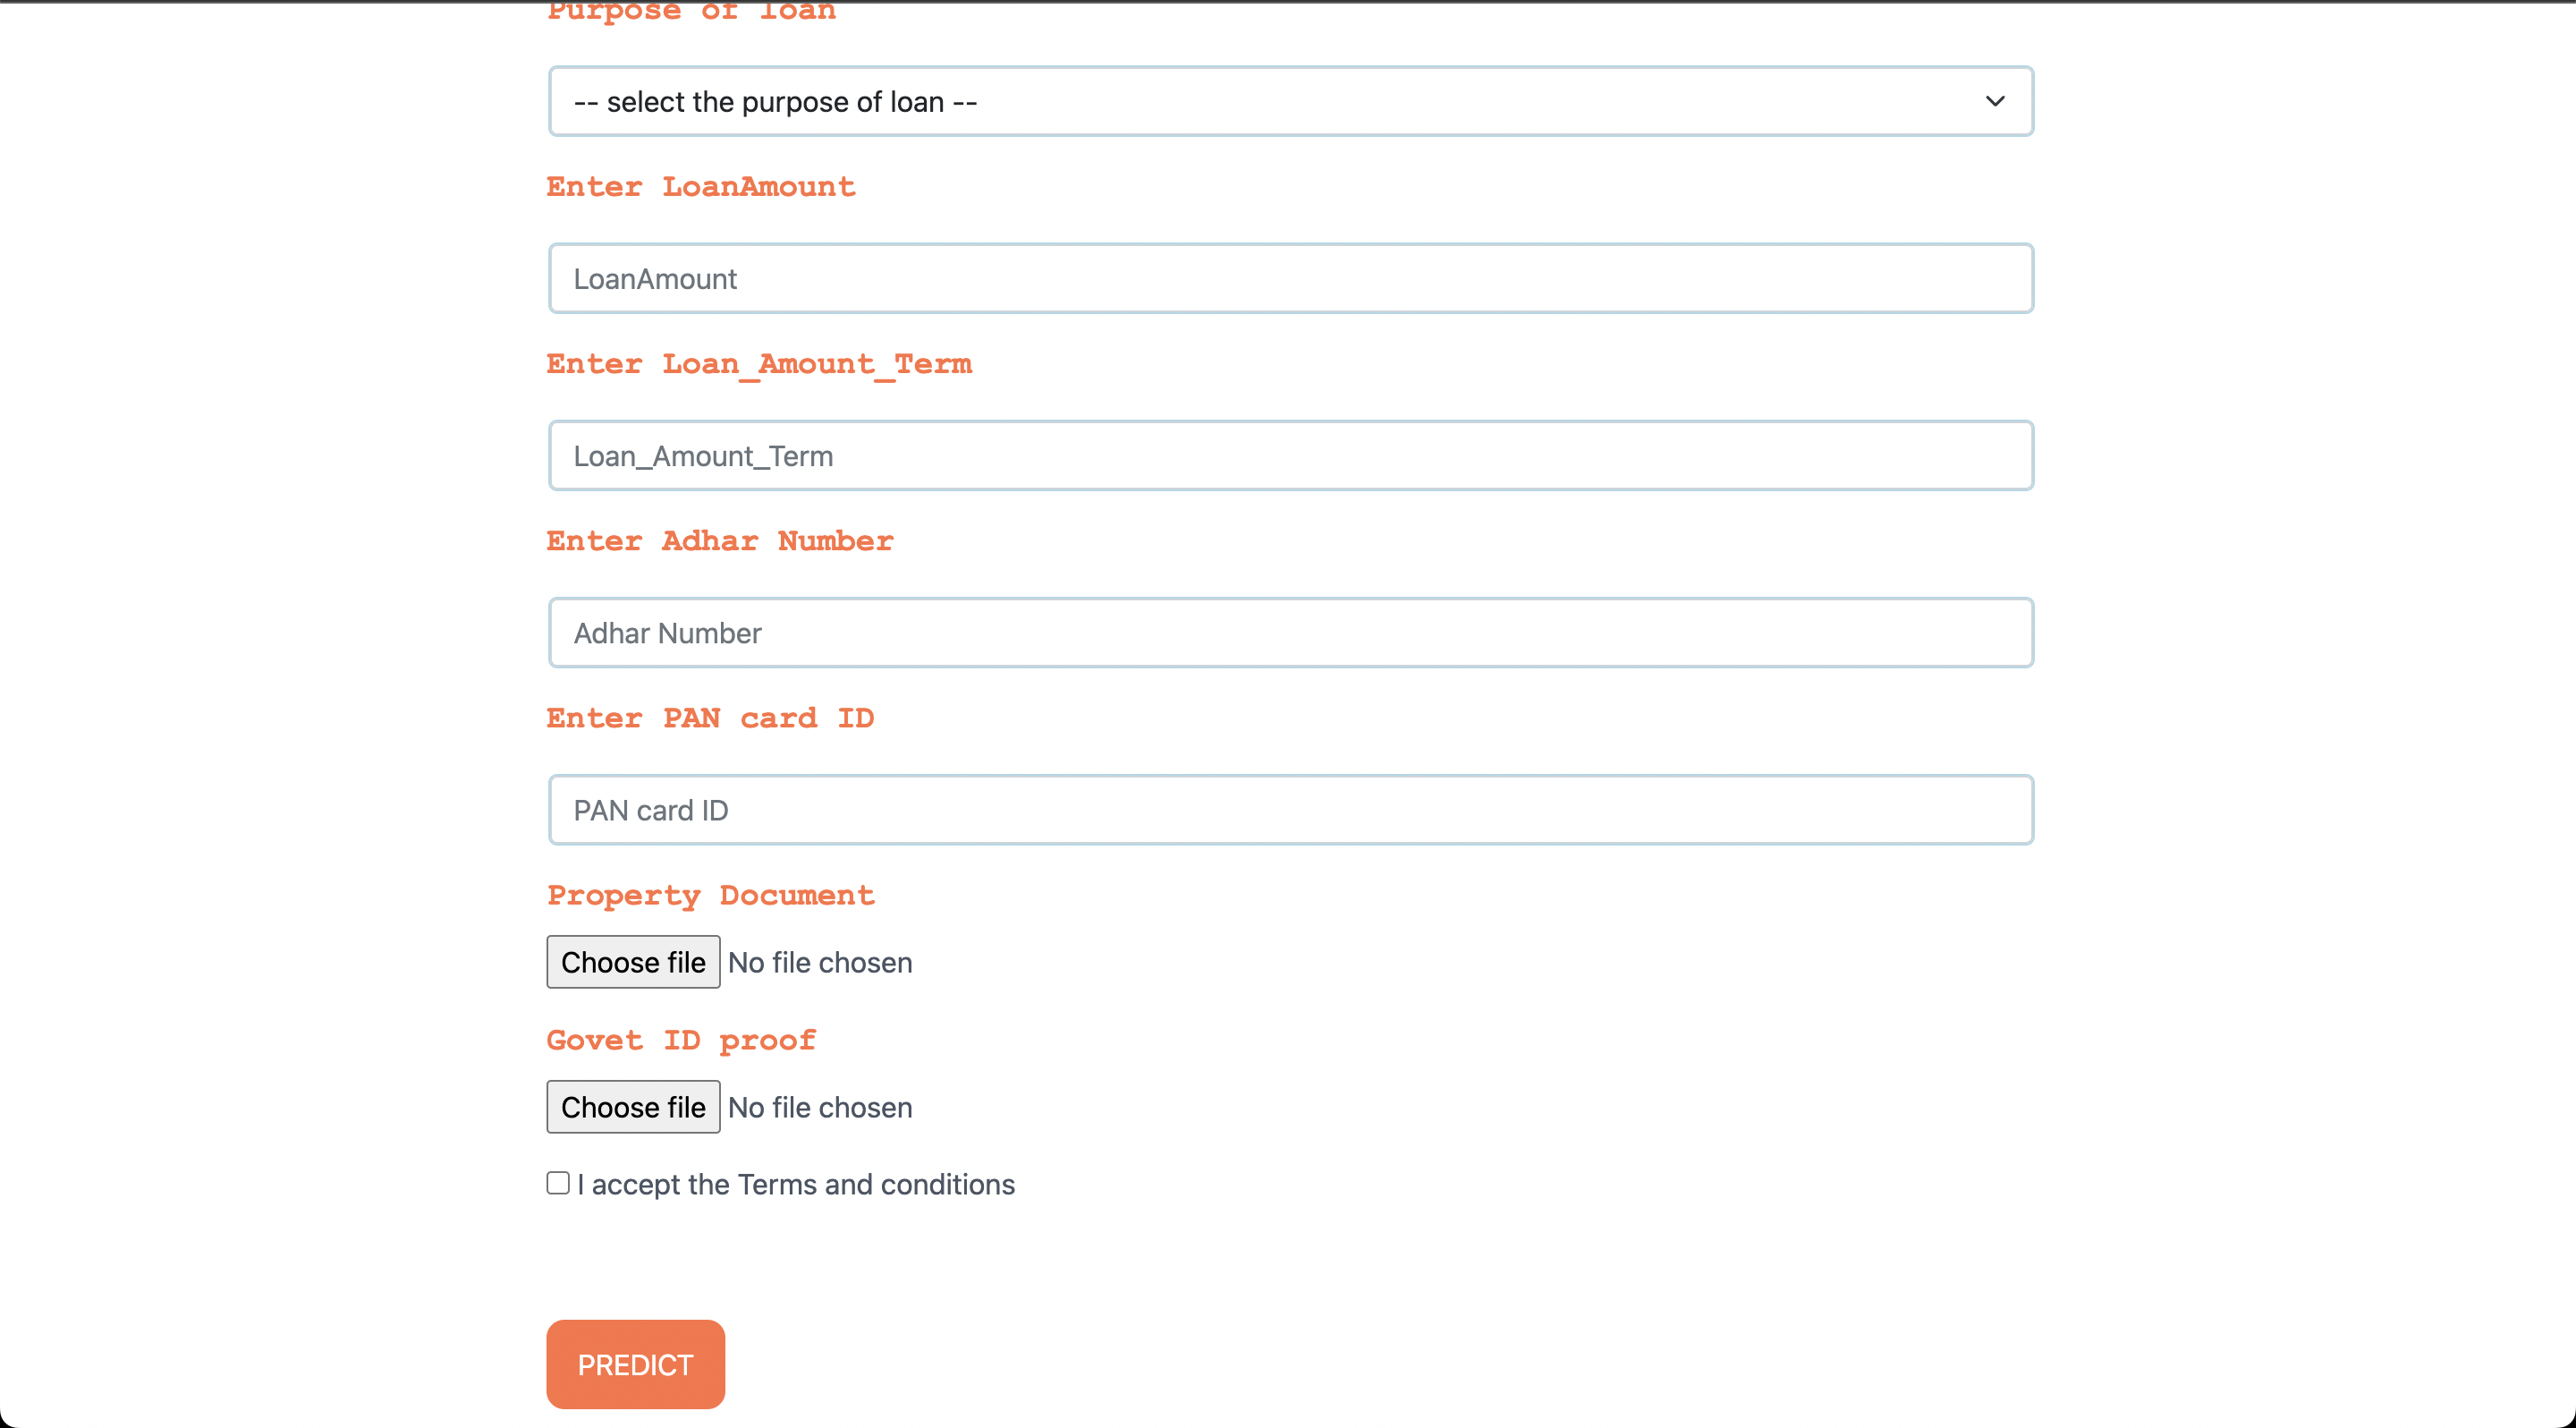 Purpose of loan
-- select the purpose of loan --
Enter LoanAmount
LoanAmount
Enter Loan_Amount_Term
Loan_Amount_Term
Enter Adhar Number
Adhar Number
Enter PAN card ID
PAN card ID
Property Document
Choose file No file chosen
Govet ID proof
Choose file No file chosen
I accept the Terms and conditions
PREDICT